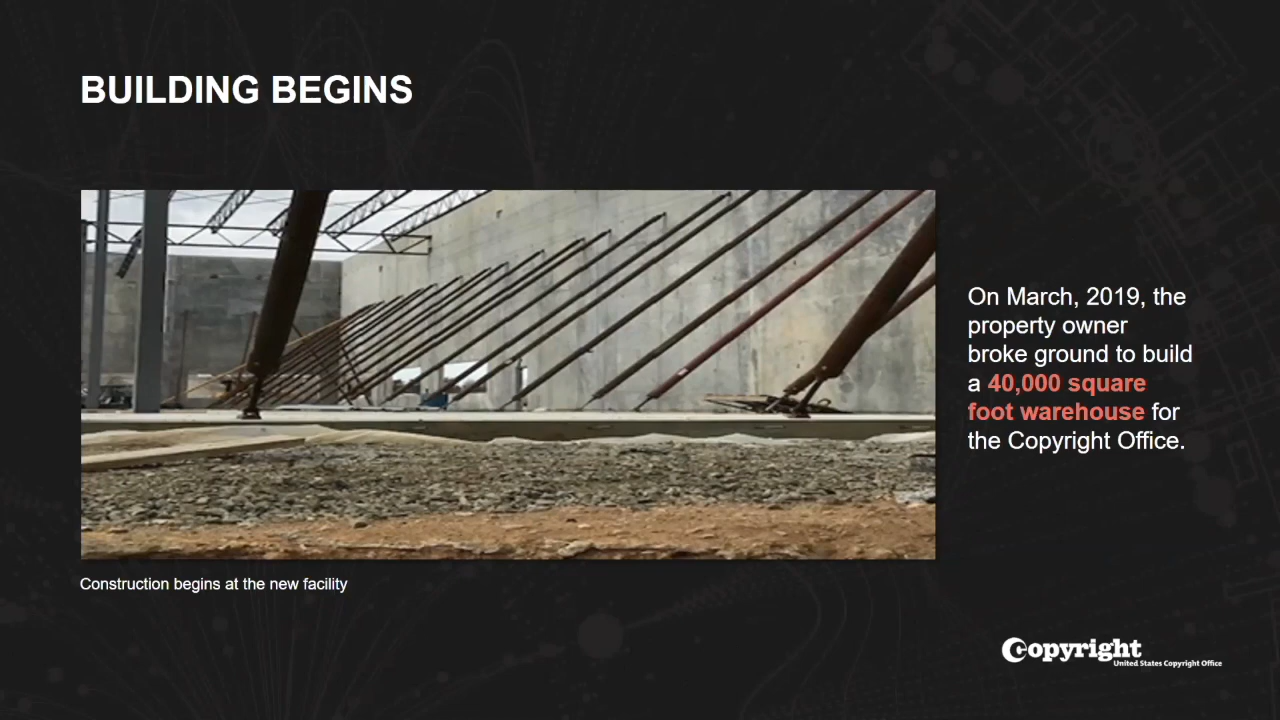 BUILDING BEGINS
On March, 2019, the
property owner
broke ground to build
a 40,000 square
foot warehouse for
the Copyright Office.
Construction begins at the new facility
Copyright
United States Copyright Office